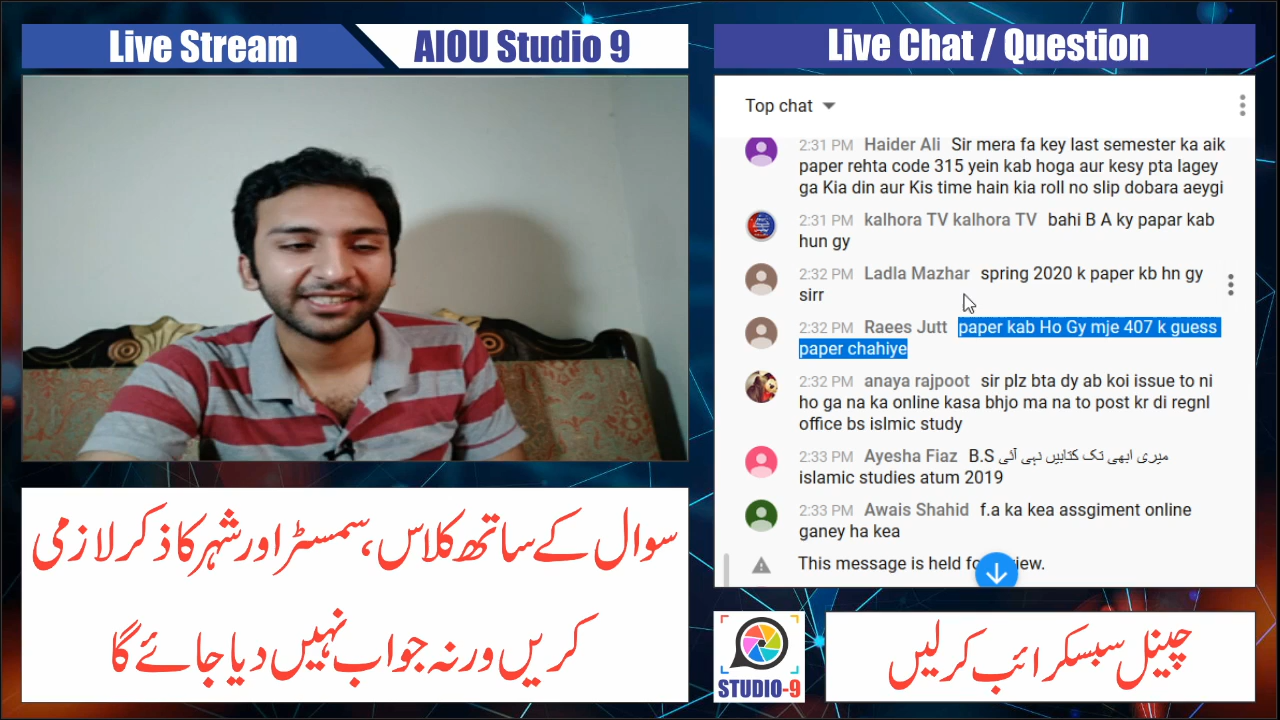 Live Stream
AIOU Studio 9
سوال کے ساتھ کلاس، سمسٹر اور شہر کا ذکر لازمی
کریں ورنہ جواب نہیں دیا جائے گا
Live Chat / Question
Top chat
2:31 PM Haider Ali Sir mera fa key last semester ka aik
paper rehta code 315 yein kab hoga aur kesy pta lagey
ga Kia din aur Kis time hain kia roll no slip dobara aeygi
2:31 PM kalhora TV kalhora TV bahi B A ky papar kab
hun gy
2:32 PM Ladla Mazhar spring 2020 k paper kb hn gy
sirr
2:32 PM Raees Jutt paper kab Ho Gy mje 407 k guess
paper chahiye
2:32 PM anaya rajpoot sir plz bta dy ab koi issue to ni
ho ga na ka online kasa bhjo ma na to post kr di regnl
office bs islmic study
2:33 PM Ayesha Fiaz B.S میری ابھی تک کتابیں نہی آئی
islamic studies atum 2019
2:33 PM Awais Shahid f.a ka kea assgiment online
ganey ha kea
This message is held fo iew.
STUDIO-9
چینل سبسکرائب کرلیں